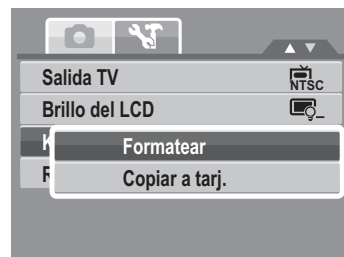 Salida TV NTSC
Brillo del LCD
Formatear
Copiar a tarj.